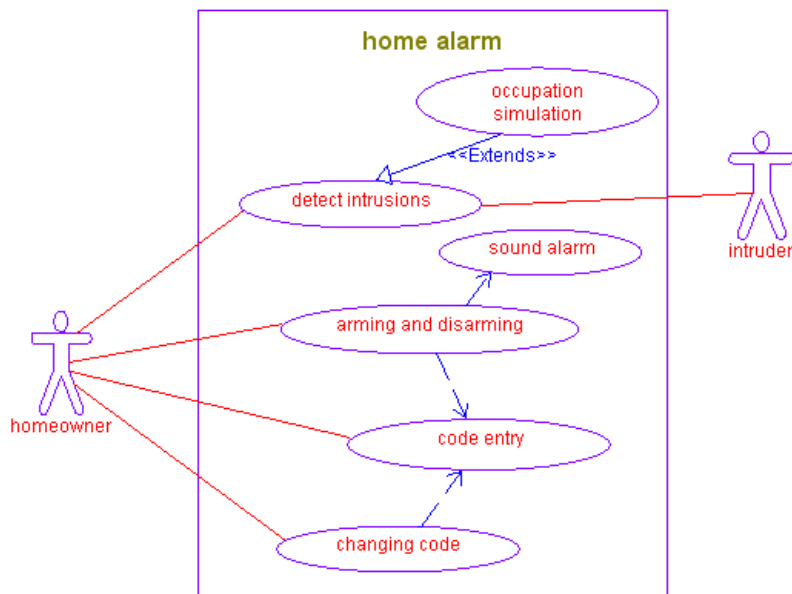 home alarm
occupation
simulation
<<Extends>>
detect intrusions
sound alarm
intruder
arming and disarming
homeowner
code entry
changing code